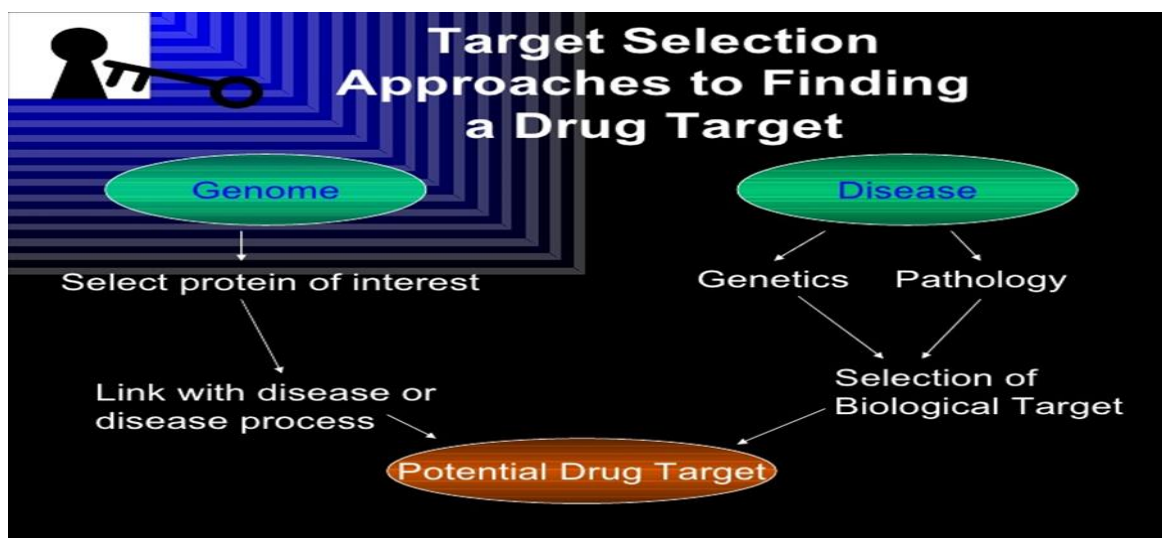 Target Selection
Approaches to Finding
a Drug Target
Genome
Disease
Select protein of interest
Genetics
Pathology
Link with disease or
disease process
Selection of
Biological Target
Potential Drug Target